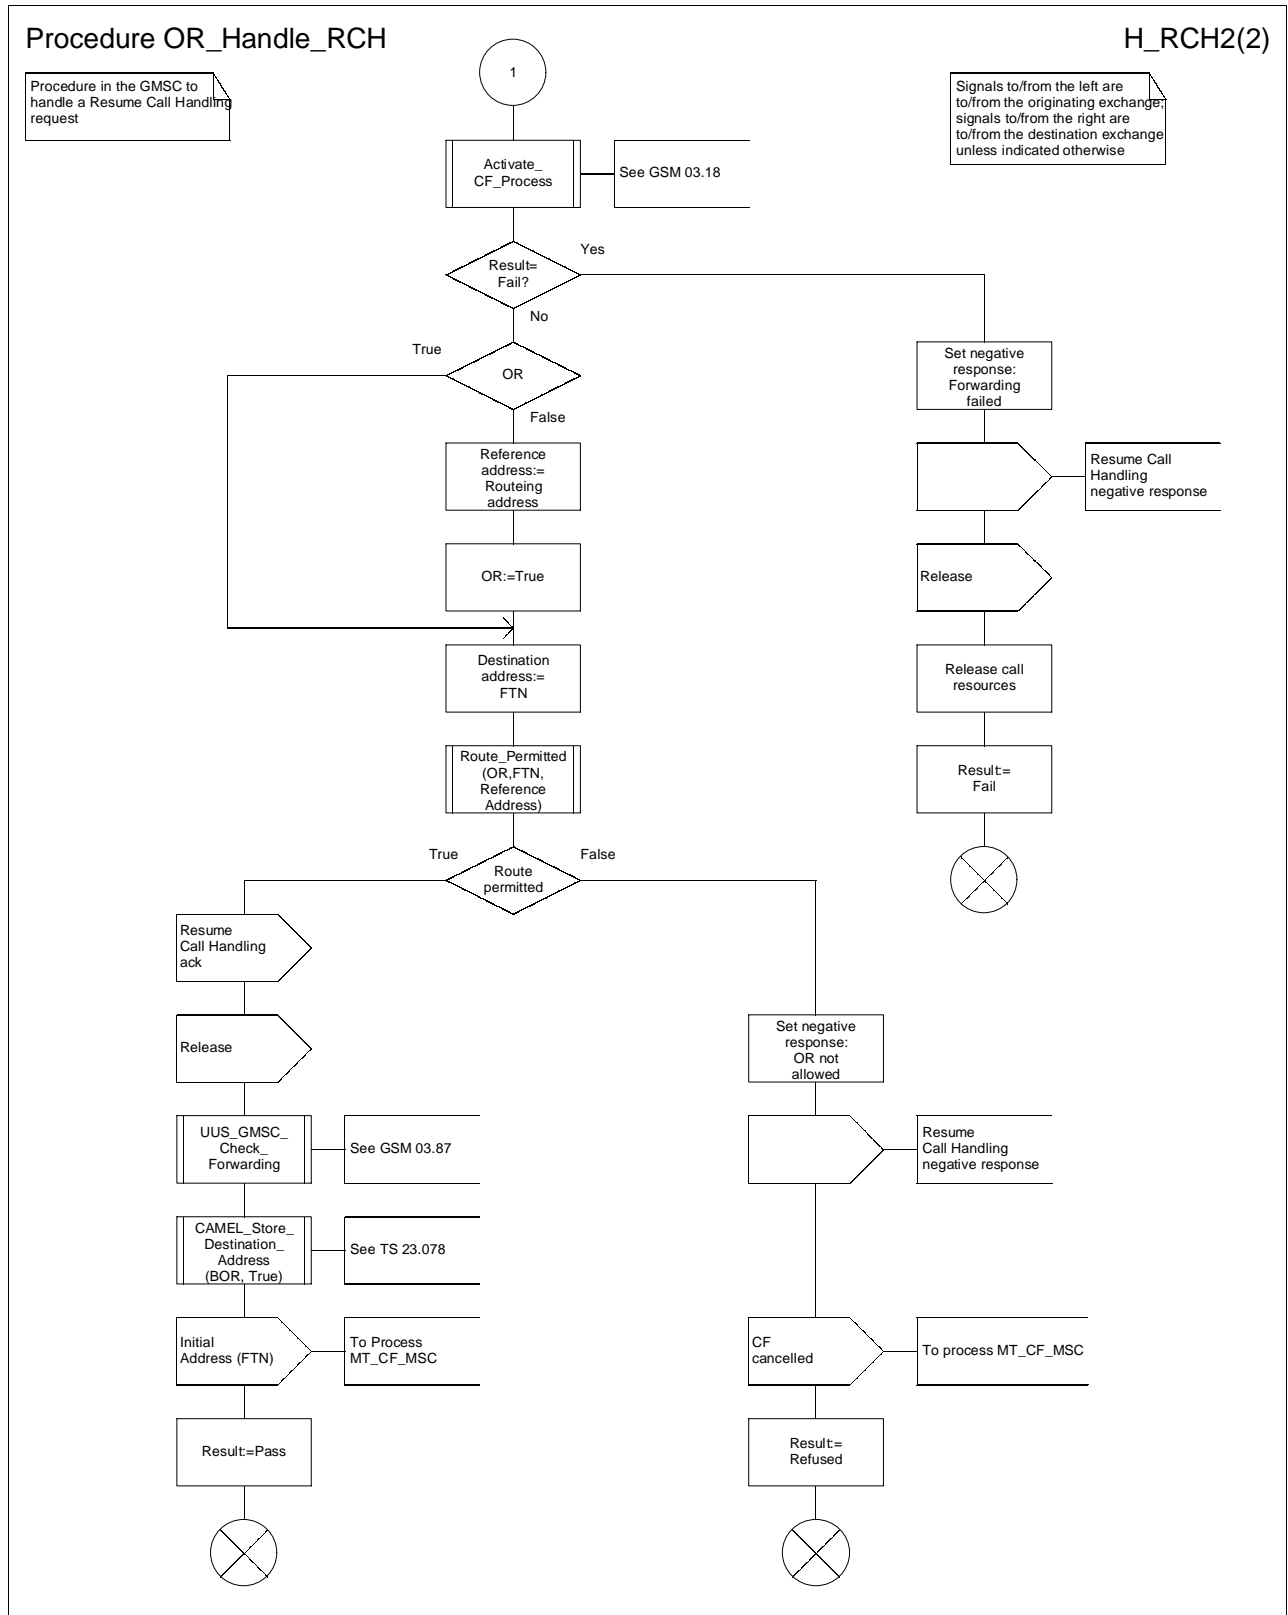 Procedure OR_Handle_RCH
H_RCH2(2)
Procedure in the GMSC to
handle a Resume Call Handling
request
Signals to/from the left are
to/from the originating exchange;
signals to/from the right are
to/from the destination exchange
unless indicated otherwise
1
Activate_
CF_Process
See GSM 03.18
Result=
Fail?
Yes
No
OR
True
False
Set negative
response:
Forwarding
failed
Reference
address:=
Routeing
address
Resume Call
Handling
negative response
OR:=True
Release
Destination
address:=
FTN
Release call
resources
Route_Permitted
(OR,FTN,
Reference
Address)
Result:=
Fail
Route
permitted
True
False
Resume
Call Handling
ack
Release
Set negative
response:
OR not
allowed
UUS_GMSC_
Check_
Forwarding
See GSM 03.87
Resume
Call Handling
negative response
CAMEL_Store_
Destination_
Address
(BOR, True)
See TS 23.078
Initial
Address (FTN)
To Process
MT_CF_MSC
CF
cancelled
To process MT_CF_MSC
Result:=Pass
Result:=
Refused